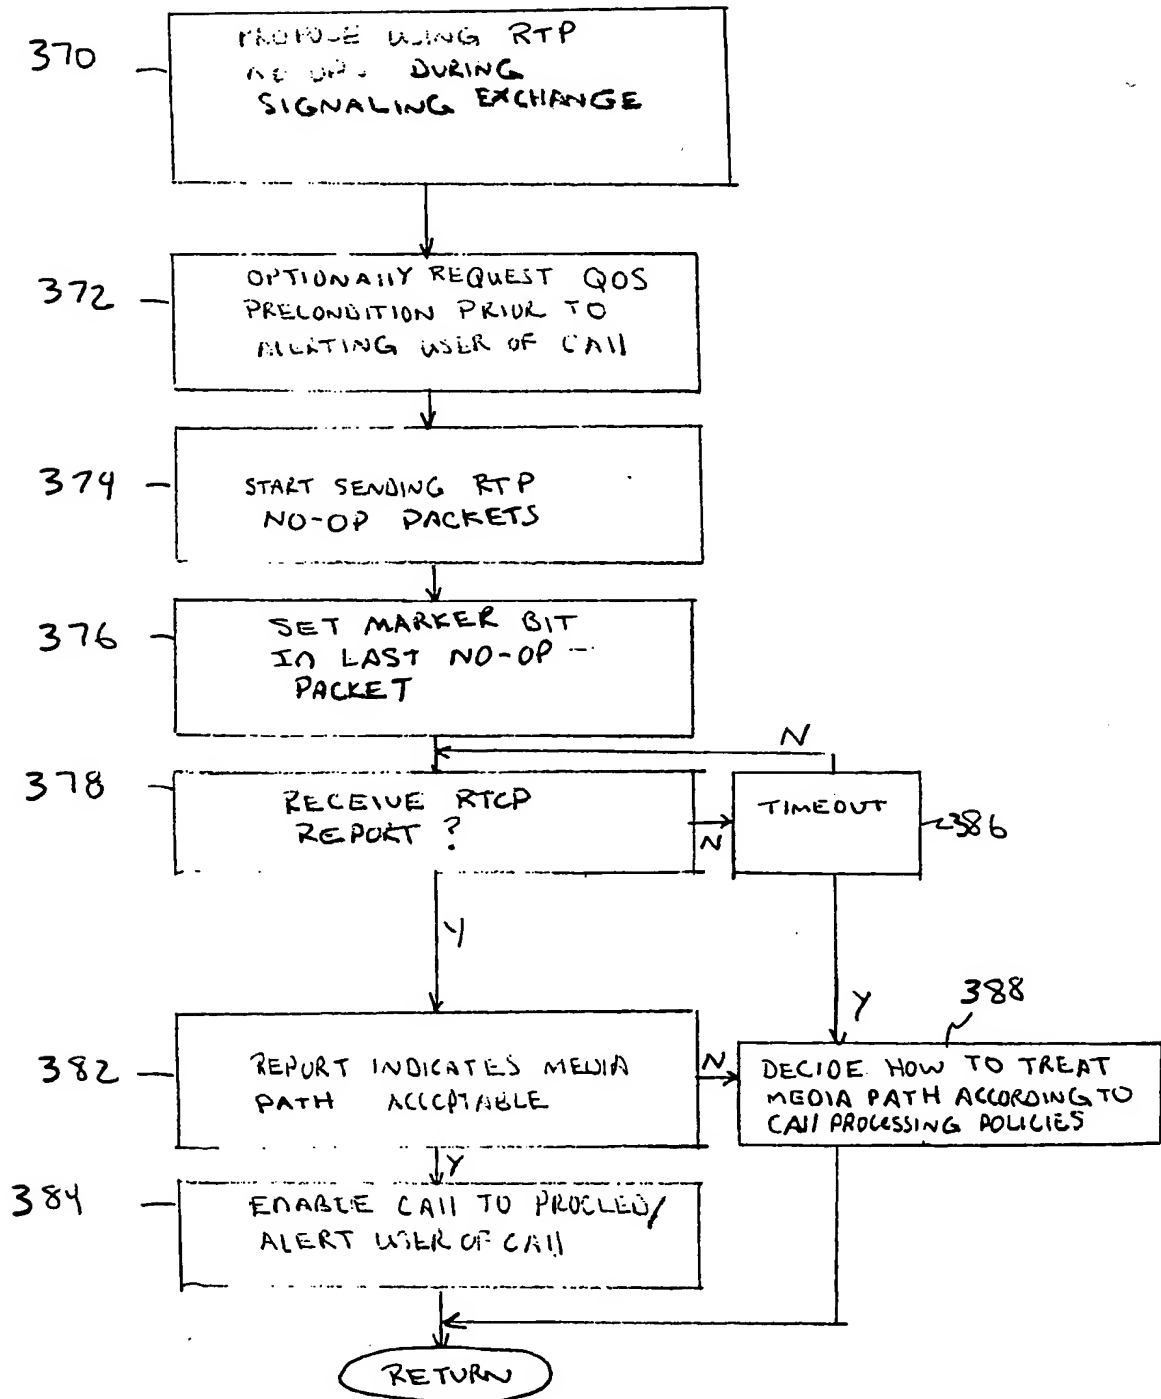 370
PROPOSE USING RTP
NO-OPS DURING
SIGNALING EXCHANGE
372
OPTIONALLY REQUEST QOS
PRECONDITION PRIOR TO
ALERTING USER OF CALL
374
START SENDING RTP
NO-OP PACKETS
376
SET MARKER BIT
IN LAST NO-OP
PACKET
N
378
RECEIVE RTCP
REPORT ?
N
TIMEOUT
386
Y
Y
388
382
REPORT INDICATES MEDIA
PATH ACCEPTABLE
N
DECIDE HOW TO TREAT
MEDIA PATH ACCORDING TO
CALL PROCESSING POLICIES
Y
384
ENABLE CALL TO PROCEED/
ALERT USER OF CALL
RETURN